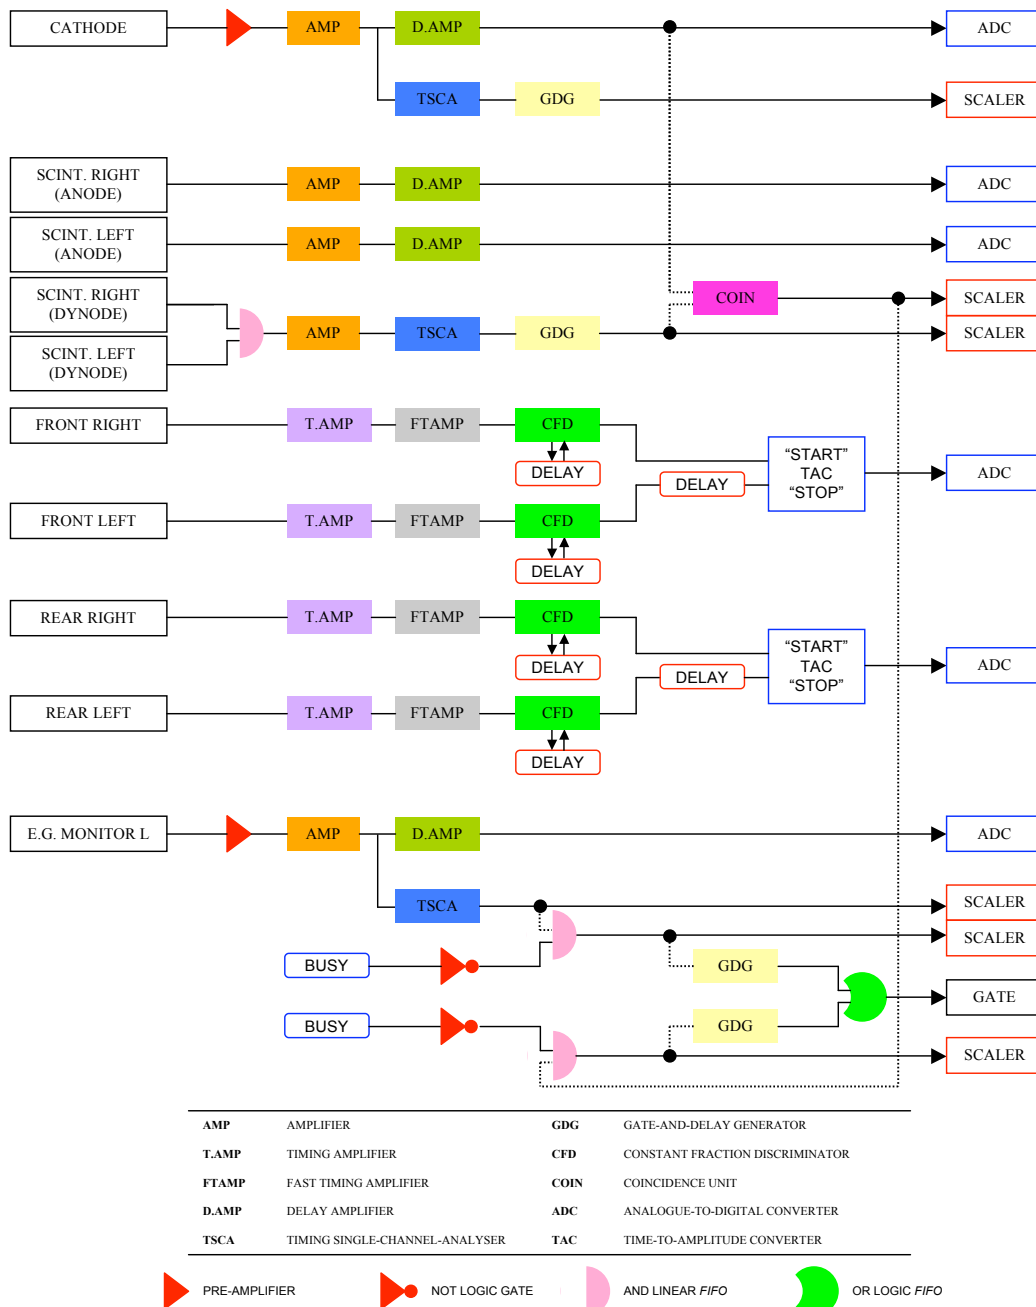 CATHODE AMP D.AMP ADC
TSCA GDG SCALER
SCINT. RIGHT
(ANODE) AMP D.AMP ADC
SCINT. LEFT
(ANODE) AMP D.AMP ADC
SCINT. RIGHT
(DYNODE) COIN SCALER
AMP TSCA GDG SCALER
SCINT. LEFT
(DYNODE)
FRONT RIGHT T.AMP FTAMP CFD
DELAY
"START"
TAC
"STOP"
ADC
DELAY
FRONT LEFT T.AMP FTAMP CFD
DELAY
REAR RIGHT T.AMP FTAMP CFD
DELAY
"START"
TAC
"STOP"
ADC
DELAY
REAR LEFT T.AMP FTAMP CFD
DELAY
E.G. MONITOR L AMP D.AMP ADC
TSCA SCALER
SCALER
BUSY GDG
GATE
BUSY GDG
SCALER
AMP AMPLIFIER GDG GATE-AND-DELAY GENERATOR
T.AMP TIMING AMPLIFIER CFD CONSTANT FRACTION DISCRIMINATOR
FTAMP FAST TIMING AMPLIFIER COIN COINCIDENCE UNIT
D.AMP DELAY AMPLIFIER ADC ANALOGUE-TO-DIGITAL CONVERTER
TSCA TIMING SINGLE-CHANNEL-ANALYSER TAC TIME-TO-AMPLITUDE CONVERTER
PRE-AMPLIFIER NOT LOGIC GATE AND LINEAR FIFO OR LOGIC FIFO